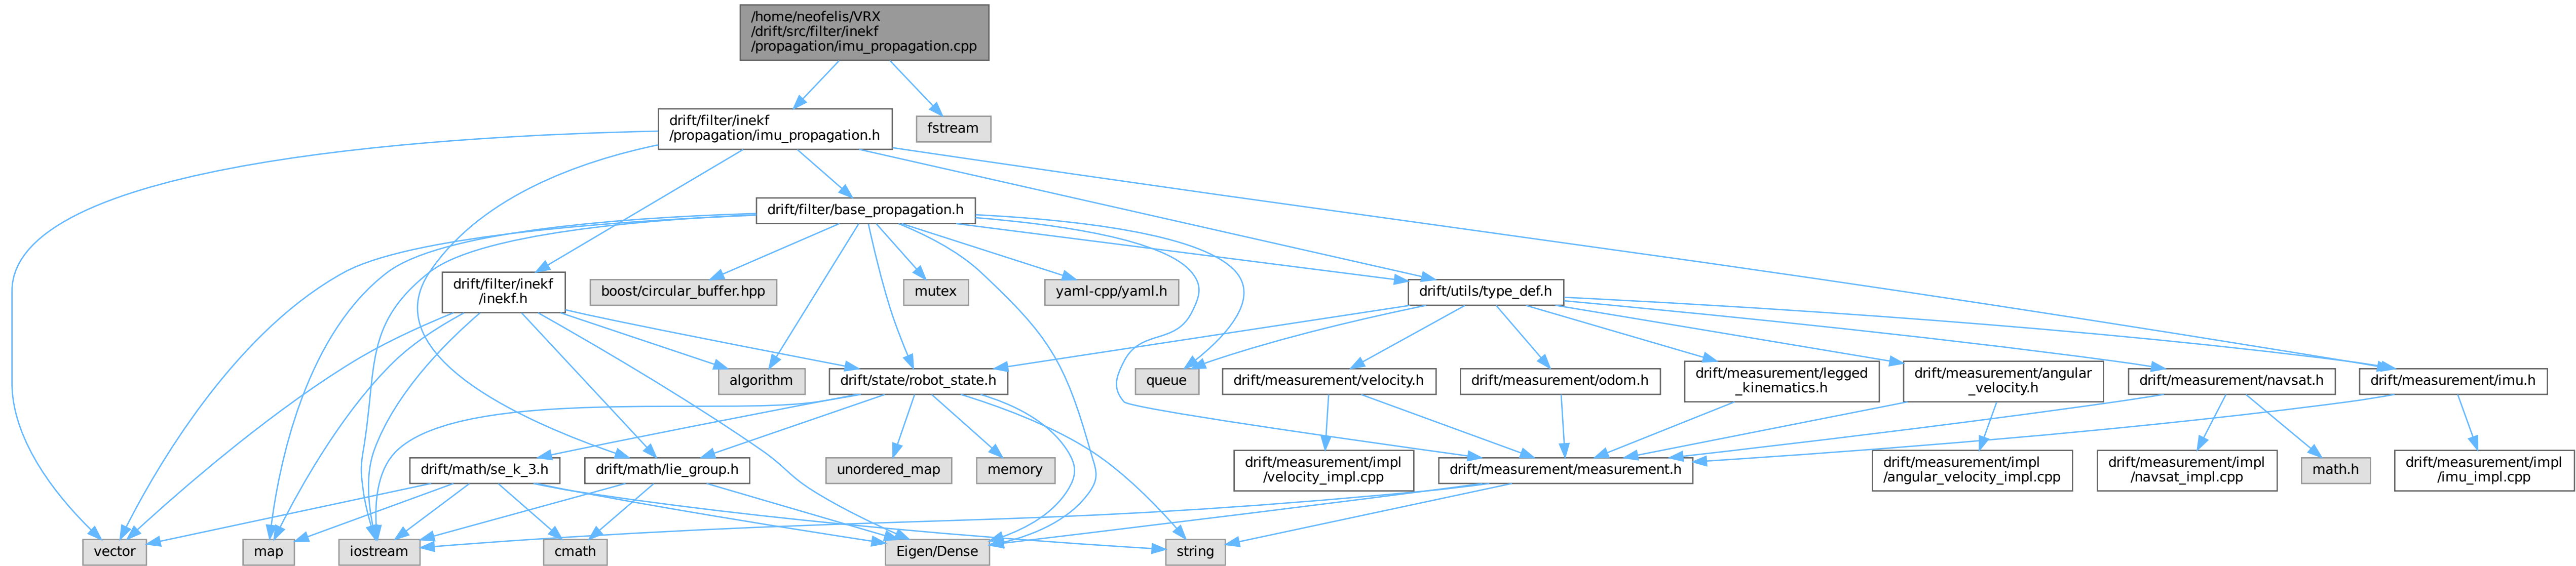 /home/neofelis/VRX
/drift/src/filter/inekf
/propagation/imu_propagation.cpp
drift/filter/inekf
/propagation/imu_propagation.h
fstream
drift/filter/base_propagation.h
drift/filter/inekf
/inekf.h
boost/circular_buffer.hpp
mutex
yaml-cpp/yaml.h
drift/utils/type_def.h
algorithm
drift/state/robot_state.h
queue
drift/measurement/velocity.h
drift/measurement/odom.h
drift/measurement/legged
_kinematics.h
drift/measurement/angular
_velocity.h
drift/measurement/navsat.h
drift/measurement/imu.h
drift/math/se_k_3.h
drift/math/lie_group.h
unordered_map
memory
drift/measurement/impl
/velocity_impl.cpp
drift/measurement/measurement.h
drift/measurement/impl
/angular_velocity_impl.cpp
drift/measurement/impl
/navsat_impl.cpp
math.h
drift/measurement/impl
/imu_impl.cpp
vector
map
iostream
cmath
Eigen/Dense
string